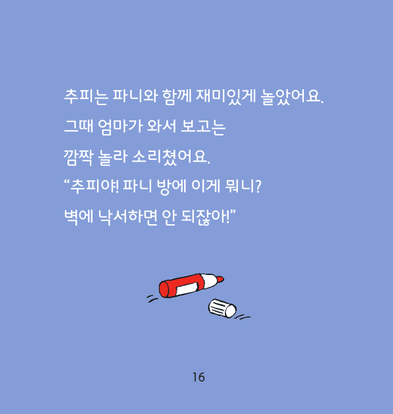 추피는 파니와 함께 재미있게 놀았어요.
그때 엄마가 와서 보고는
깜짝 놀라 소리쳤어요.
“추피야! 파니 방에 이게 뭐니?
벽에 낙서하면 안 되잖아!”
16